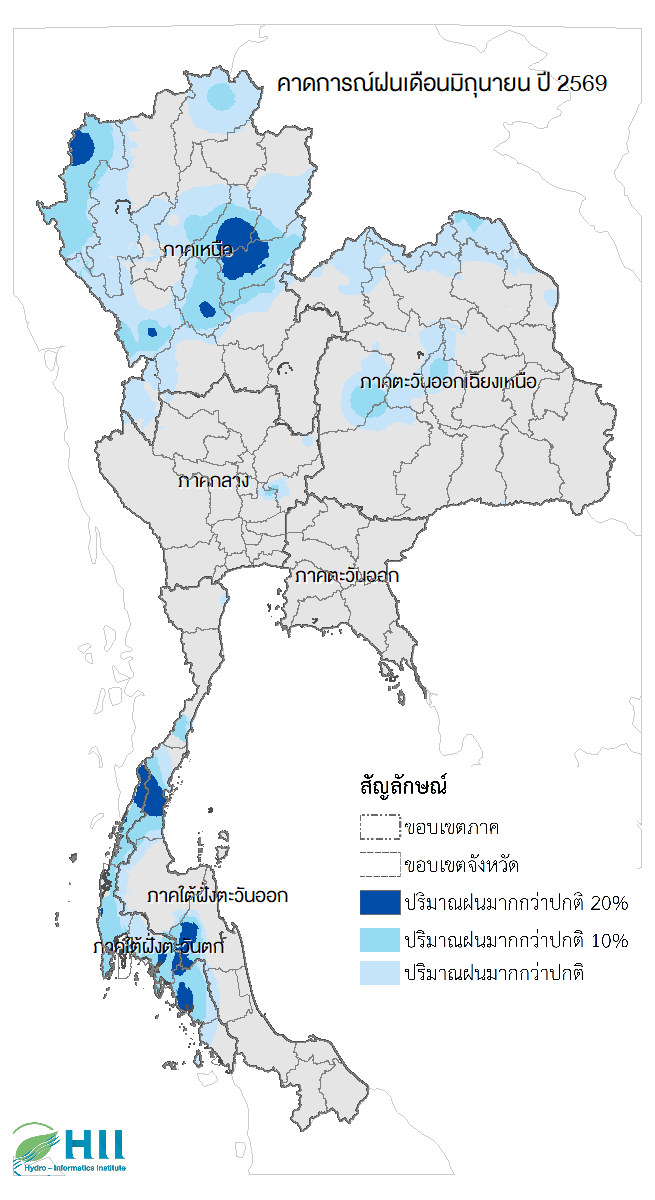 คาดการณ์ฝนเดือนมิถุนายน ปี 2569
ภาคเหนือ
ภาคตะวันออกเฉียงเหนือ
ภาคกลาง
ภาคตะวันออก
ภาคใต้ฝั่งตะวันออก
ภาคใต้ฝั่งตะวันตก
สัญลักษณ์
ขอบเขตภาค
ขอบเขตจังหวัด
ปริมาณฝนมากกว่าปกติ 20%
ปริมาณฝนมากกว่าปกติ 10%
ปริมาณฝนมากกว่าปกติ
HII
Hydro – Informatics Institute